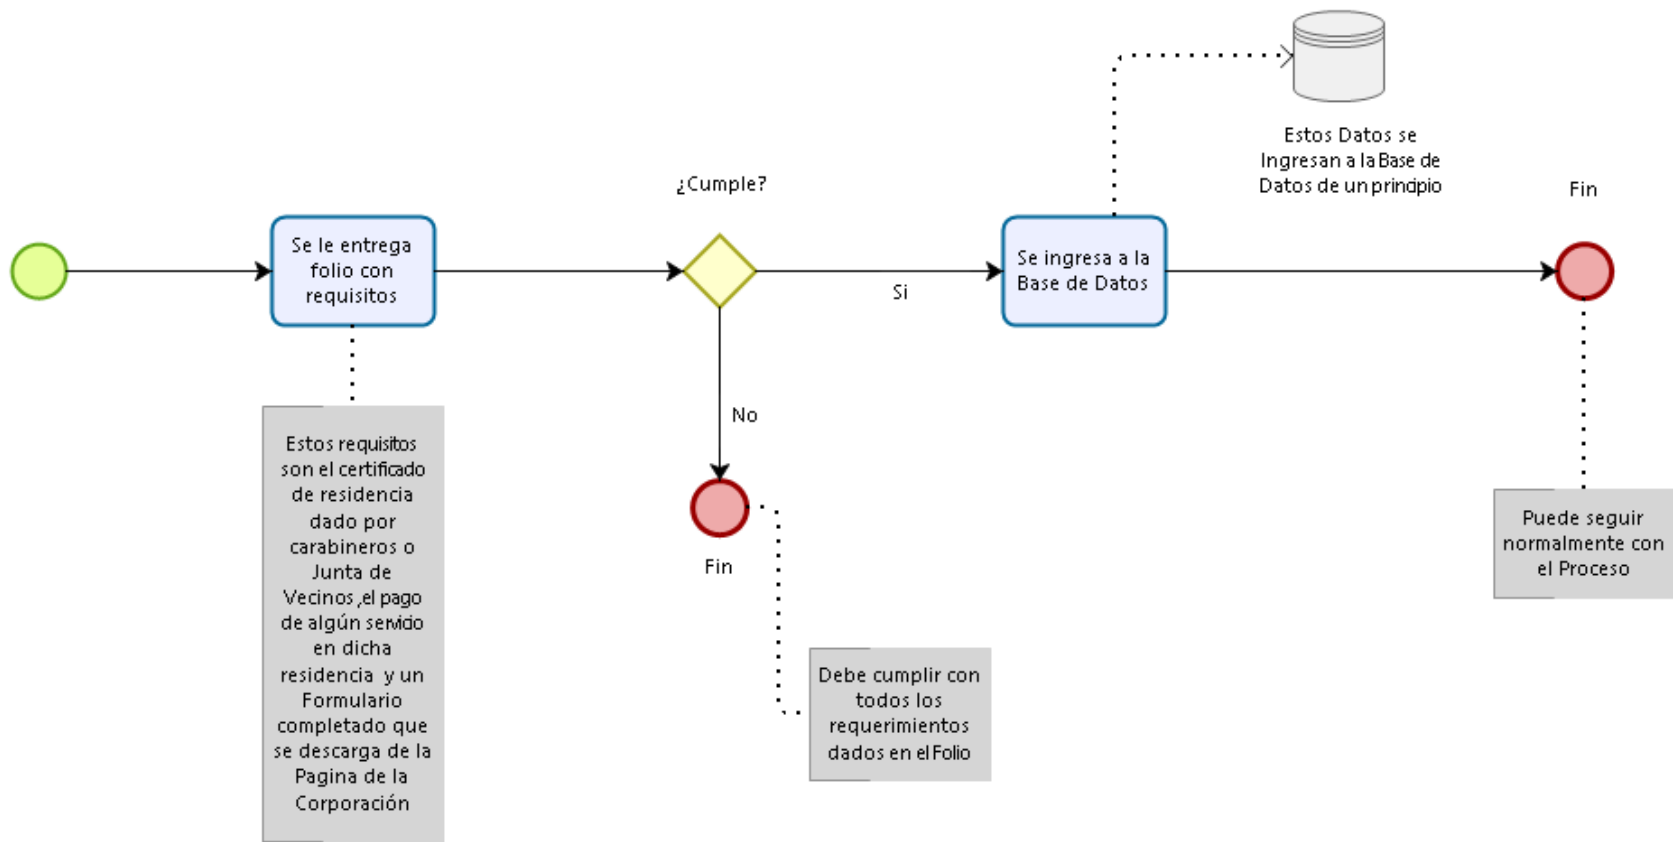 Se le entrega
folio con
requisitos
Estos requisitos
son el certificado
de residencia
dado por
carabineros o
Junta de
Vecinos,el pago
de algún servicio
en dicha
residencia y un
Formulario
completado que
se descarga de la
Pagina de la
Corporación
¿Cumple?
Si
No
Fin
Debe cumplir con
todos los
requerimientos
dados en el Folio
Se ingresa a la
Base de Datos
Estos Datos se
Ingresan a la Base de
Datos de un principio
Fin
Puede seguir
normalmente con
el Proceso